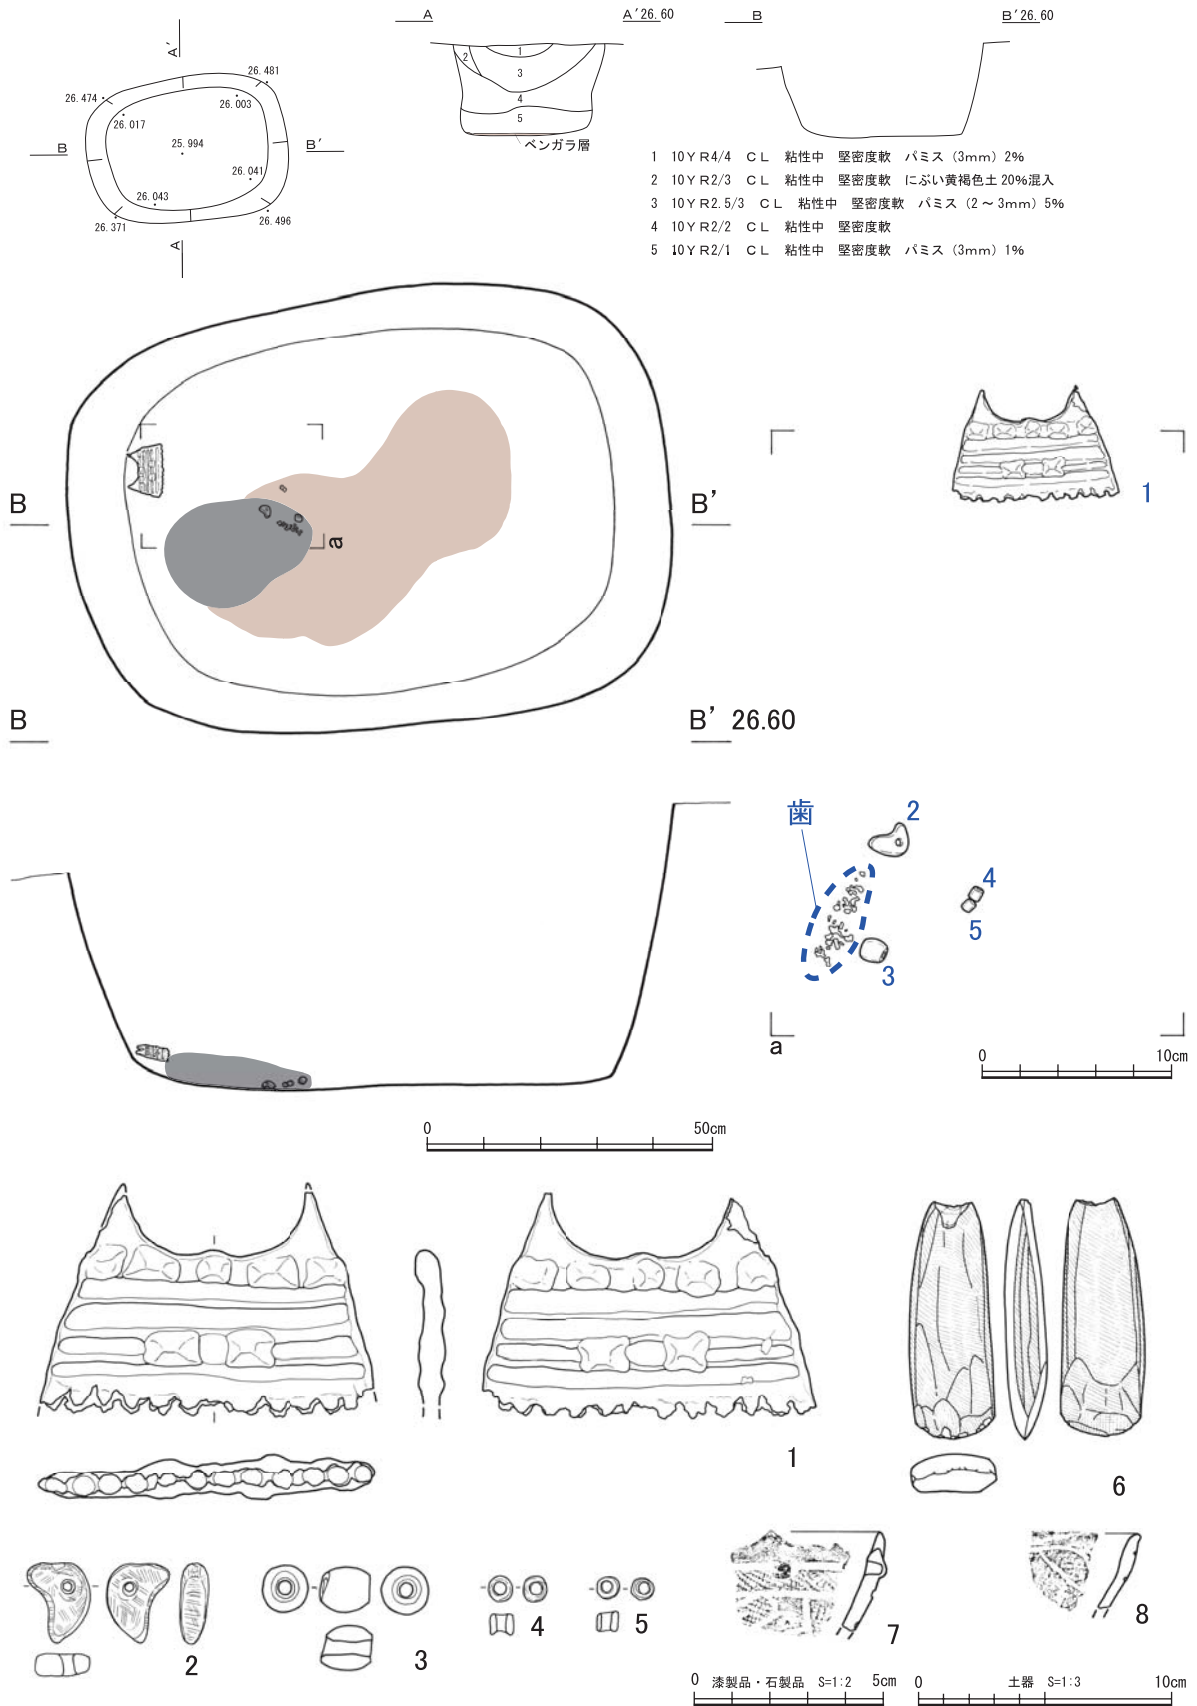 A A'26.60 B B'26.60
A'
26.481
26.474
26.003
26.017
B 25.994 B'
26.041
26.043
26.371 26.496
A
1
2
3
4
5
ベンガラ層
1 10YR4/4 CL 粘性中 堅密度軟 パミス(3mm)2%
2 10YR2/3 CL 粘性中 堅密度軟 にぶい黄褐色土20%混入
3 10YR2.5/3 CL 粘性中 堅密度軟 パミス(2～3mm)5%
4 10YR2/2 CL 粘性中 堅密度軟
5 10YR2/1 CL 粘性中 堅密度軟 パミス(3mm)1%
B B'
a
1
B B' 26.60
歯 2
4
5
3
a
0 10cm
0 50cm
1
6
2
3
4
5
7
8
0 漆製品・石製品 S=1:2 5cm
0 土器 S=1:3 10cm